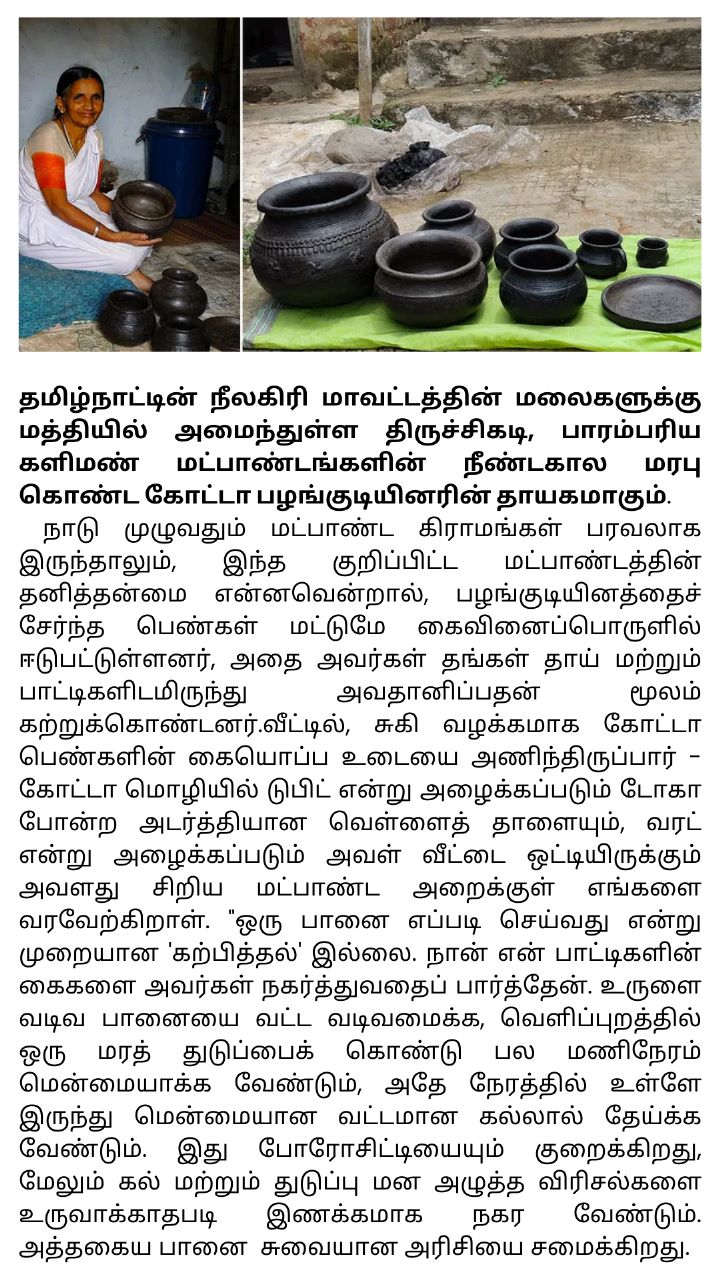 தமிழ்நாட்டின் நீலகிரி மாவட்டத்தின் மலைகளுக்கு
மத்தியில் அமைந்துள்ள திருச்சிகடி, பாரம்பரிய
களிமண் மட்பாண்டங்களின் நீண்டகால மரபு
கொண்ட கோட்டா பழங்குடியினரின் தாயகமாகும்.
நாடு முழுவதும் மட்பாண்ட கிராமங்கள் பரவலாக
இருந்தாலும், இந்த குறிப்பிட்ட மட்பாண்டத்தின்
தனித்தன்மை என்னவென்றால், பழங்குடியினத்தைச்
சேர்ந்த பெண்கள் மட்டுமே கைவினைப்பொருளில்
ஈடுபட்டுள்ளனர், அதை அவர்கள் தங்கள் தாய் மற்றும்
பாட்டிகளிடமிருந்து அவதானிப்பதன் மூலம்
கற்றுக்கொண்டனர்.வீட்டில், சுகி வழக்கமாக கோட்டா
பெண்களின் கையொப்ப உடையை அணிந்திருப்பார் –
கோட்டா மொழியில் டுபிட் என்று அழைக்கப்படும் டோகா
போன்ற அடர்த்தியான வெள்ளைத் தாளையும், வரட்
என்று அழைக்கப்படும் அவள் வீட்டை ஒட்டியிருக்கும்
அவளது சிறிய மட்பாண்ட அறைக்குள் எங்களை
வரவேற்கிறாள். "ஒரு பானை எப்படி செய்வது என்று
முறையான 'கற்பித்தல்' இல்லை. நான் என் பாட்டிகளின்
கைகளை அவர்கள் நகர்த்துவதைப் பார்த்தேன். உருளை
வடிவ பானையை வட்ட வடிவமைக்க, வெளிப்புறத்தில்
ஒரு மரத் துடுப்பைக் கொண்டு பல மணிநேரம்
மென்மையாக்க வேண்டும், அதே நேரத்தில் உள்ளே
இருந்து மென்மையான வட்டமான கல்லால் தேய்க்க
வேண்டும். இது போரோசிட்டியையும் குறைக்கிறது,
மேலும் கல் மற்றும் துடுப்பு மன அழுத்த விரிசல்களை
உருவாக்காதபடி இணக்கமாக நகர வேண்டும்.
அத்தகைய பானை சுவையான அரிசியை சமைக்கிறது.